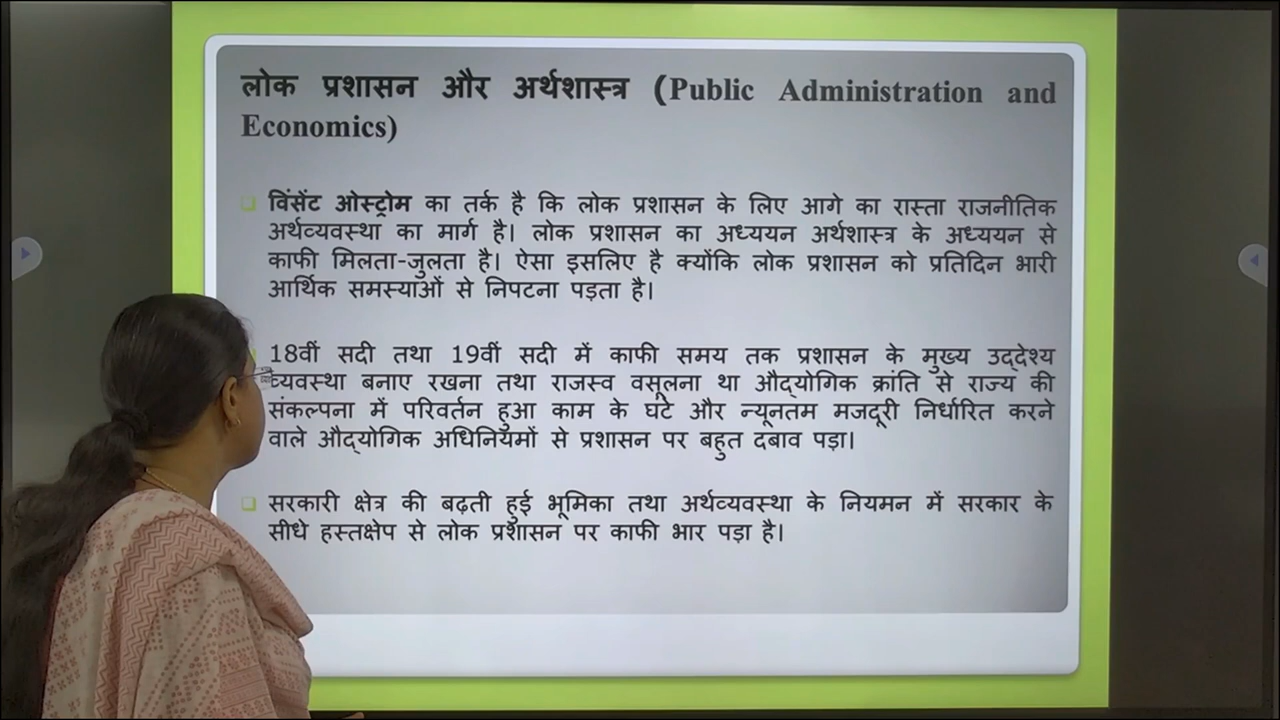 लोक प्रशासन और अर्थशास्त्र (Public Administration and
Economics)
विंसेंट ओस्ट्रोम का तर्क है कि लोक प्रशासन के लिए आगे का रास्ता राजनीतिक
अर्थव्यवस्था का मार्ग है। लोक प्रशासन का अध्ययन अर्थशास्त्र के अध्ययन से
काफी मिलता-जुलता है। ऐसा इसलिए है क्योंकि लोक प्रशासन को प्रतिदिन भारी
आर्थिक समस्याओं से निपटना पड़ता है।
18वीं सदी तथा 19वीं सदी में काफी समय तक प्रशासन के मुख्य उद्देश्य
व्यवस्था बनाए रखना तथा राजस्व वसूलना था औद्योगिक क्रांति से राज्य की
संकल्पना में परिवर्तन हुआ काम के घंटे और न्यूनतम मजदूरी निर्धारित करने
वाले औद्योगिक अधिनियमों से प्रशासन पर बहुत दबाव पड़ा।
सरकारी क्षेत्र की बढ़ती हुई भूमिका तथा अर्थव्यवस्था के नियमन में सरकार के
सीधे हस्तक्षेप से लोक प्रशासन पर काफी भार पड़ा है।